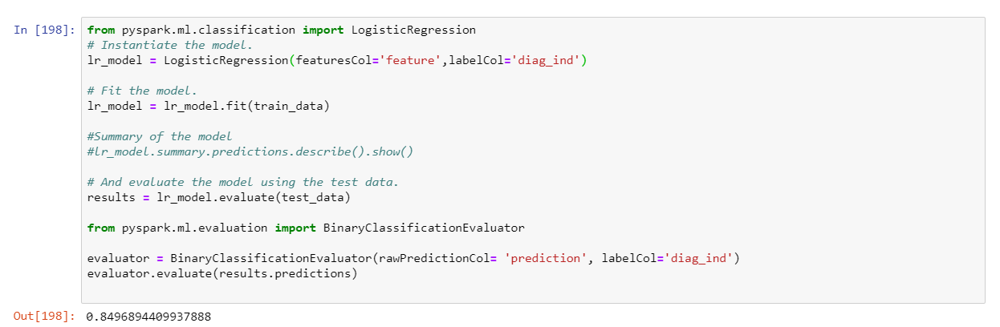 In [198]: from pyspark.ml.classification import LogisticRegression
# Instantiate the model.
lr_model = LogisticRegression(featuresCol='feature',labelCol='diag_ind')
# Fit the model.
lr_model = lr_model.fit(train_data)
#Summary of the model
#lr_model.summary.predictions.describe().show()
# And evaluate the model using the test data.
results = lr_model.evaluate(test_data)
from pyspark.ml.evaluation import BinaryClassificationEvaluator
evaluator = BinaryClassificationEvaluator(rawPredictionCol= 'prediction', labelCol='diag_ind')
evaluator.evaluate(results.predictions)
Out[198]: 0.8496894409937888